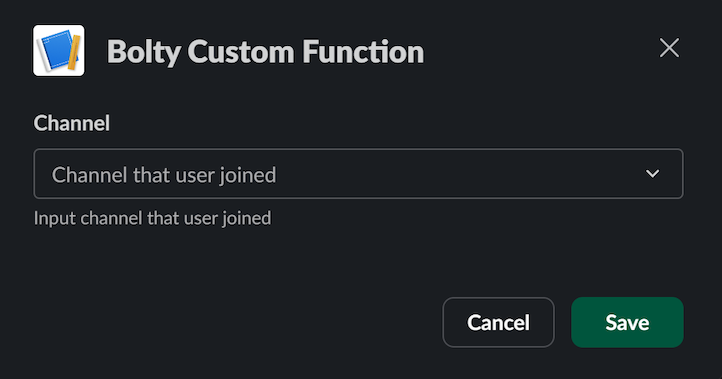 Bolty Custom Function
Channel
Channel that user joined
Input channel that user joined
Cancel
Save